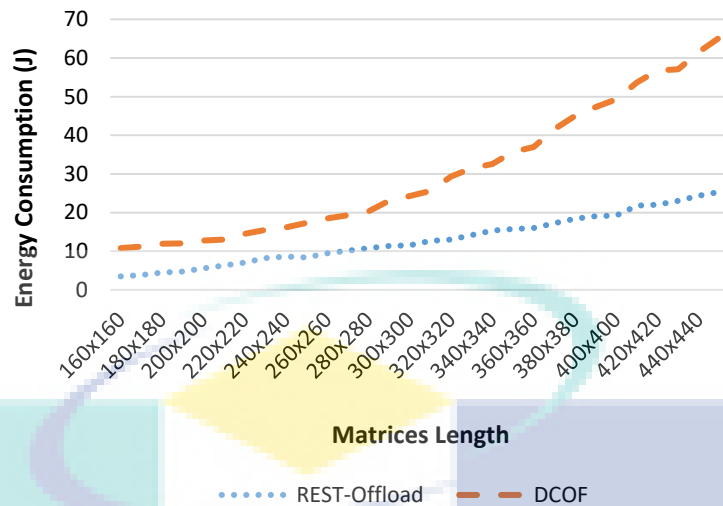 70
60
50
40
30
20
10
0
Energy Consumption (J)
160x160
180x180
200x200
220x220
240x240
260x260
280x280
300x300
320x320
340x340
360x360
380x380
400x400
420x420
440x440
Matrices Length
REST-Offload
DCOF